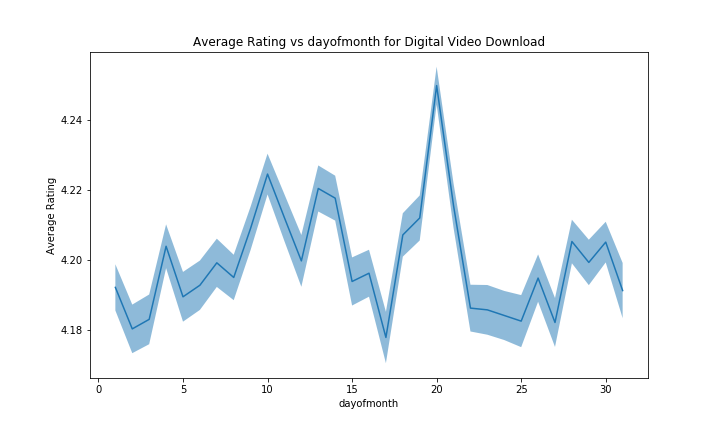 Average Rating vs dayofmonth for Digital Video Download
4.24
4.22
4.20
4.18
Average Rating
0 5 10 15 20 25 30
dayofmonth